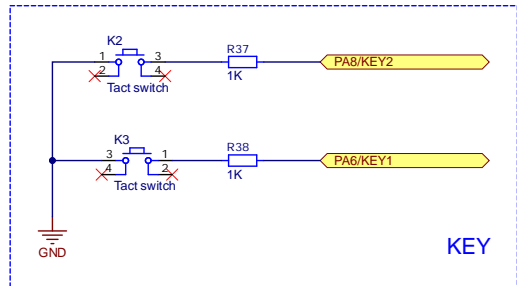 K2
R37
1 3
PA8/KEY2
2 4
1K
Tact switch
K3
R38
3 1
PA6/KEY1
4 2
1K
Tact switch
GND
KEY